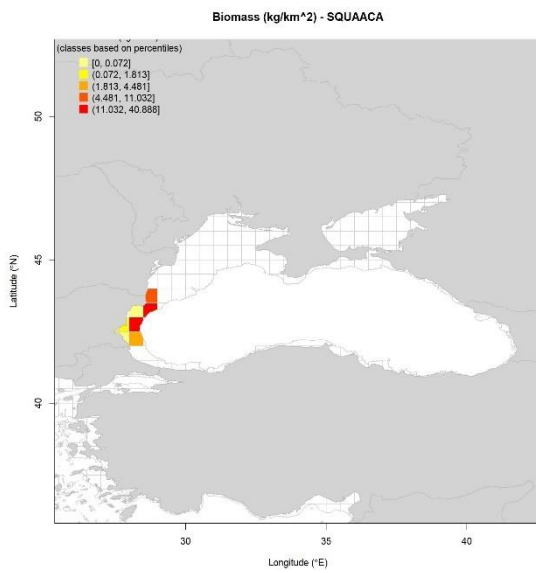 Biomass (kg/km^2) - SQUAACA
(classes based on percentiles)
[0, 0.072]
(0.072, 1.813]
(1.813, 4.481]
(4.481, 11.032]
(11.032, 40.888]
50
45
40
Latitude (°N)
30
35
40
Longitude (°E)